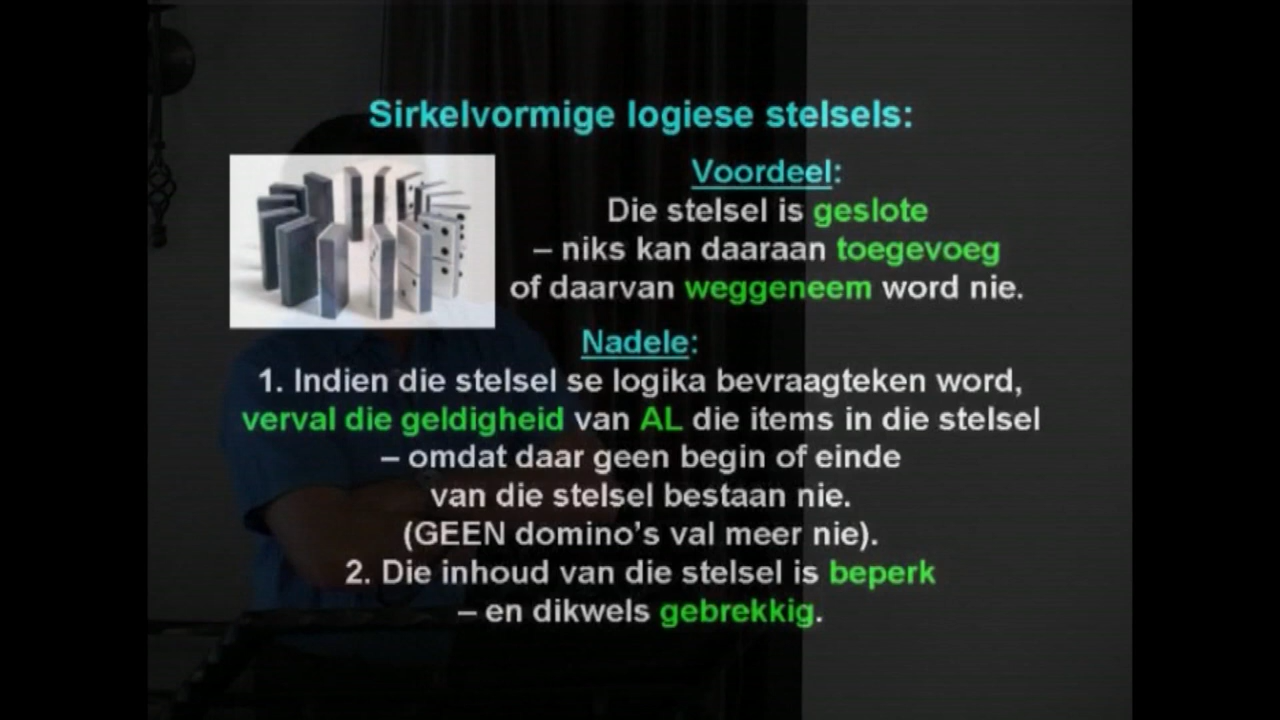 Sirkelvormige logiese stelsels:
Voordeel:
Die stelsel is geslote
– niks kan daaraan toegevoeg
of daarvan weggeneem word nie.
Nadele:
1. Indien die stelsel se logika bevraagteken word,
verval die geldigheid van AL die items in die stelsel
– omdat daar geen begin of einde
van die stelsel bestaan nie.
(GEEN domino’s val meer nie).
2. Die inhoud van die stelsel is beperk
– en dikwels gebrekkig.